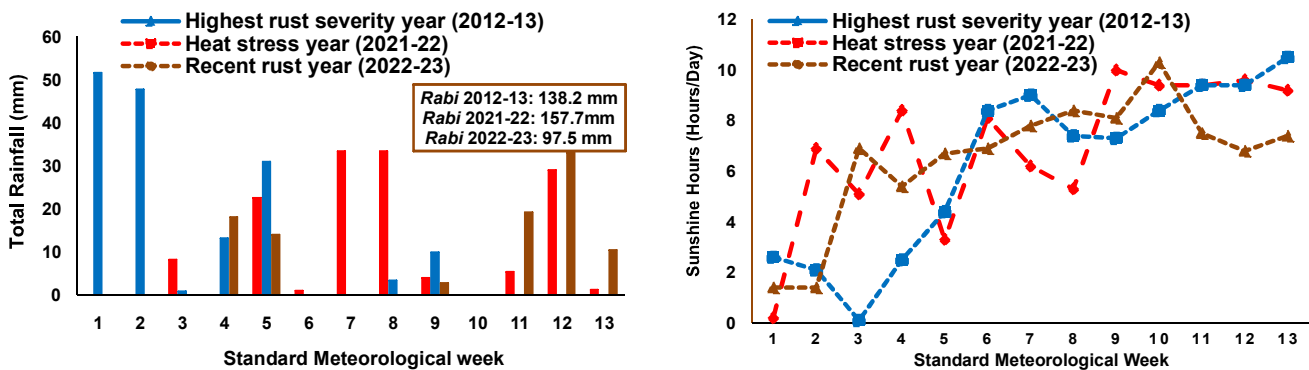 Highest rust severity year (2012-13)
Heat stress year (2021-22)
Recent rust year (2022-23)
Rabi 2012-13: 138.2 mm
Rabi 2021-22: 157.7mm
Rabi 2022-23: 97.5 mm
Total Rainfall (mm)
60
50
40
30
20
10
0
1 2 3 4 5 6 7 8 9 10 11 12 13
Standard Meteorological week
Highest rust severity year (2012-13)
Heat stress year (2021-22)
Recent rust year (2022-23)
Sunshine Hours (Hours/Day)
12
10
8
6
4
2
0
1 2 3 4 5 6 7 8 9 10 11 12 13
Standard Meteorological Week